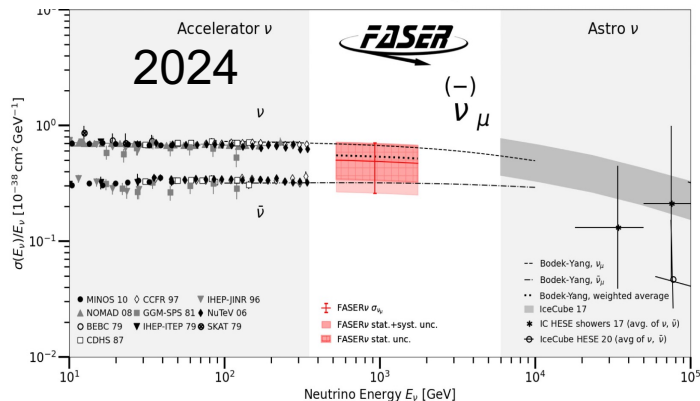 Accelerator ν
FASER
Astro ν
2024
(−)
ν μ
ν
ν̄
σ(Eν)/Eν [10⁻³⁸ cm² GeV⁻¹]
10¹
10⁰
10⁻¹
10⁻²
MINOS 10
NOMAD 08
BEBC 79
CDHS 87
CCFR 97
GGM-SPS 81
IHEP-ITEP 79
IHEP-JINR 96
NuTeV 06
SKAT 79
FASERν σνμ
FASERν stat.+syst. unc.
FASERν stat. unc.
Bodek-Yang, νμ
Bodek-Yang, ν̄μ
Bodek-Yang, weighted average
IceCube 17
IC HESE showers 17 (avg. of ν, ν̄)
IceCube HESE 20 (avg of ν, ν̄)
10¹ 10² 10³ 10⁴ 10⁵
Neutrino Energy Eν [GeV]